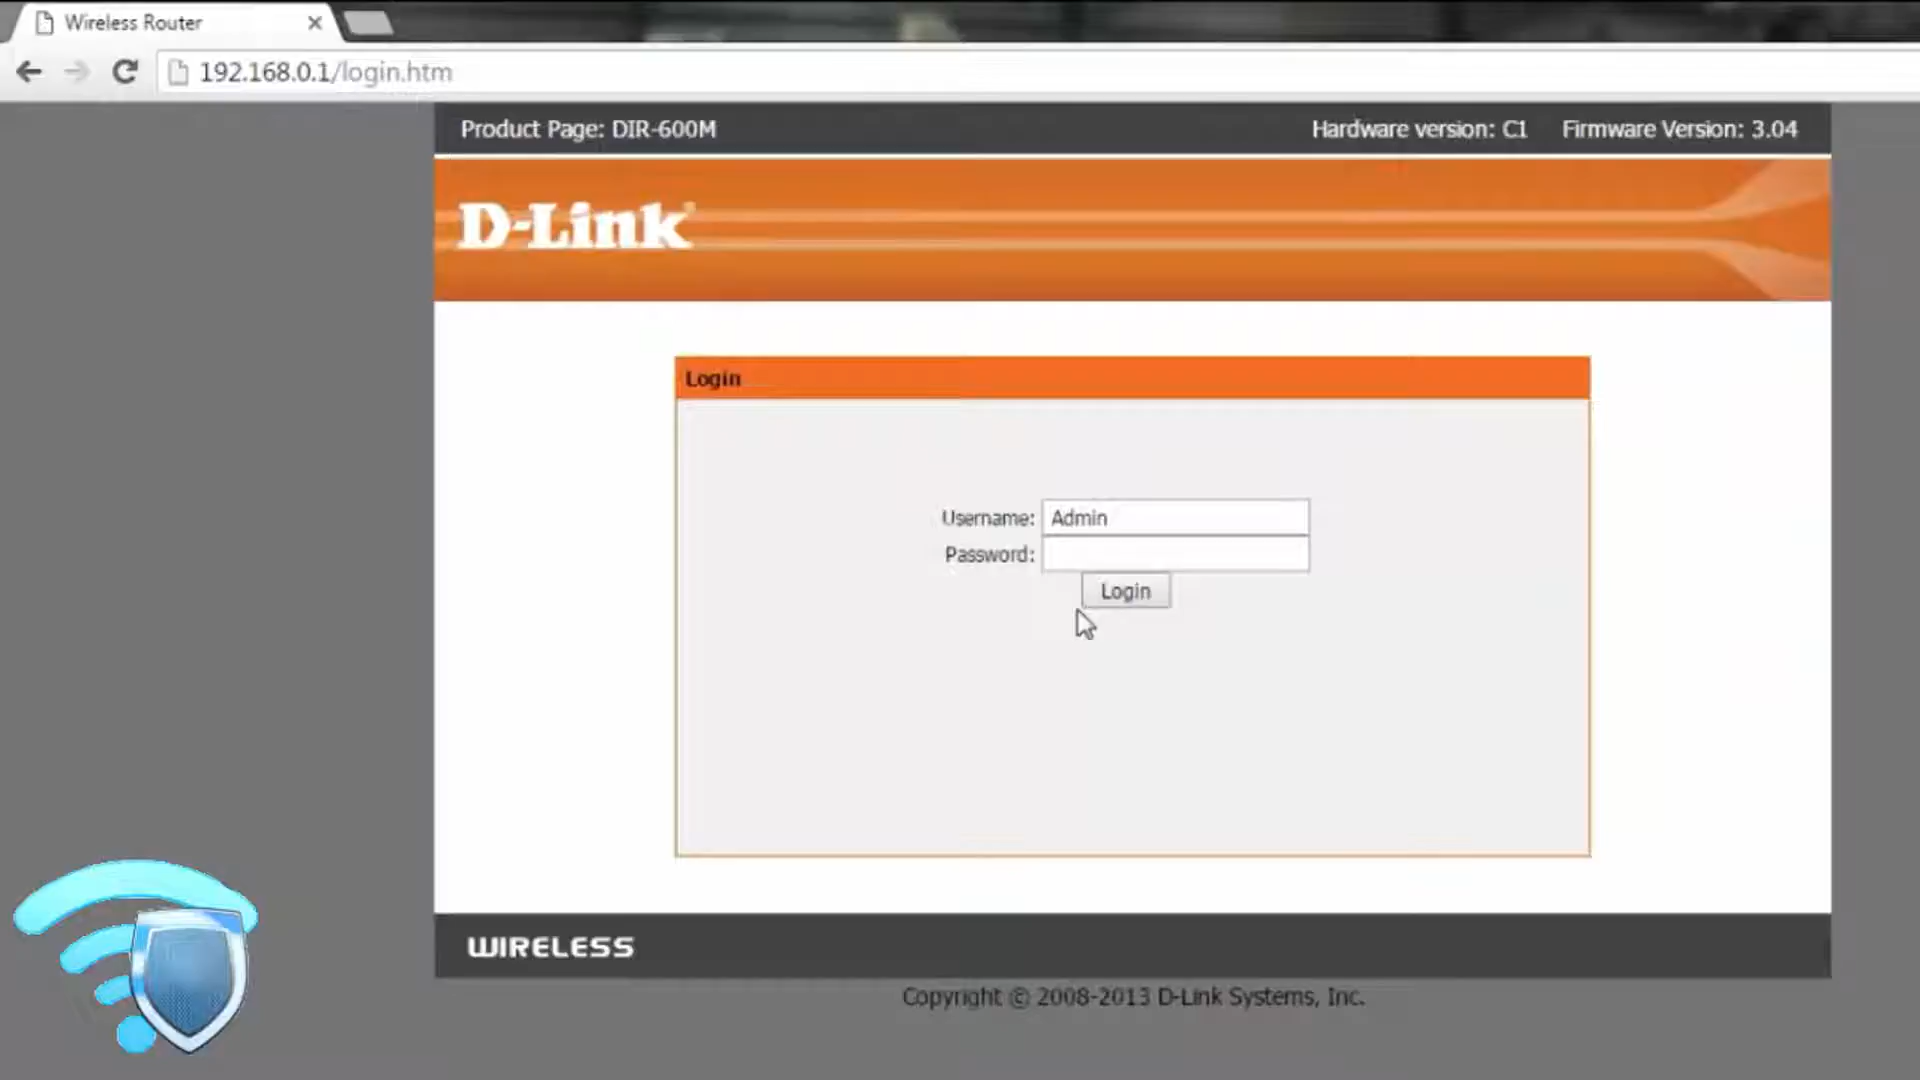 Wireless Router
192.168.0.1/login.htm
Product Page: DIR-600M
Hardware version: C1
Firmware Version: 3.04
D-Link
Login
Username: Admin
Password:
Login
WIRELESS
Copyright © 2008-2013 D-Link Systems, Inc.